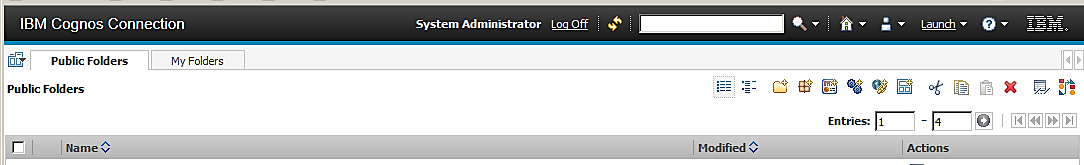 IBM Cognos Connection System Administrator Log Off Launch IBM.
Public Folders My Folders
Public Folders
Entries: 1 - 4
Name Modified Actions